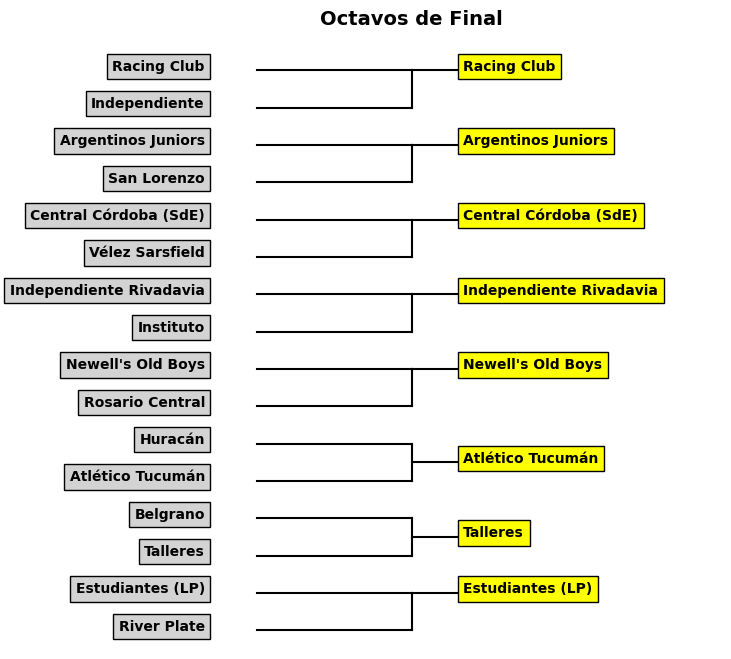 Octavos de Final
Racing Club
Independiente
Argentinos Juniors
San Lorenzo
Central Córdoba (SdE)
Vélez Sarsfield
Independiente Rivadavia
Instituto
Newell's Old Boys
Rosario Central
Huracán
Atlético Tucumán
Belgrano
Talleres
Estudiantes (LP)
River Plate
Racing Club
Argentinos Juniors
Central Córdoba (SdE)
Independiente Rivadavia
Newell's Old Boys
Atlético Tucumán
Talleres
Estudiantes (LP)